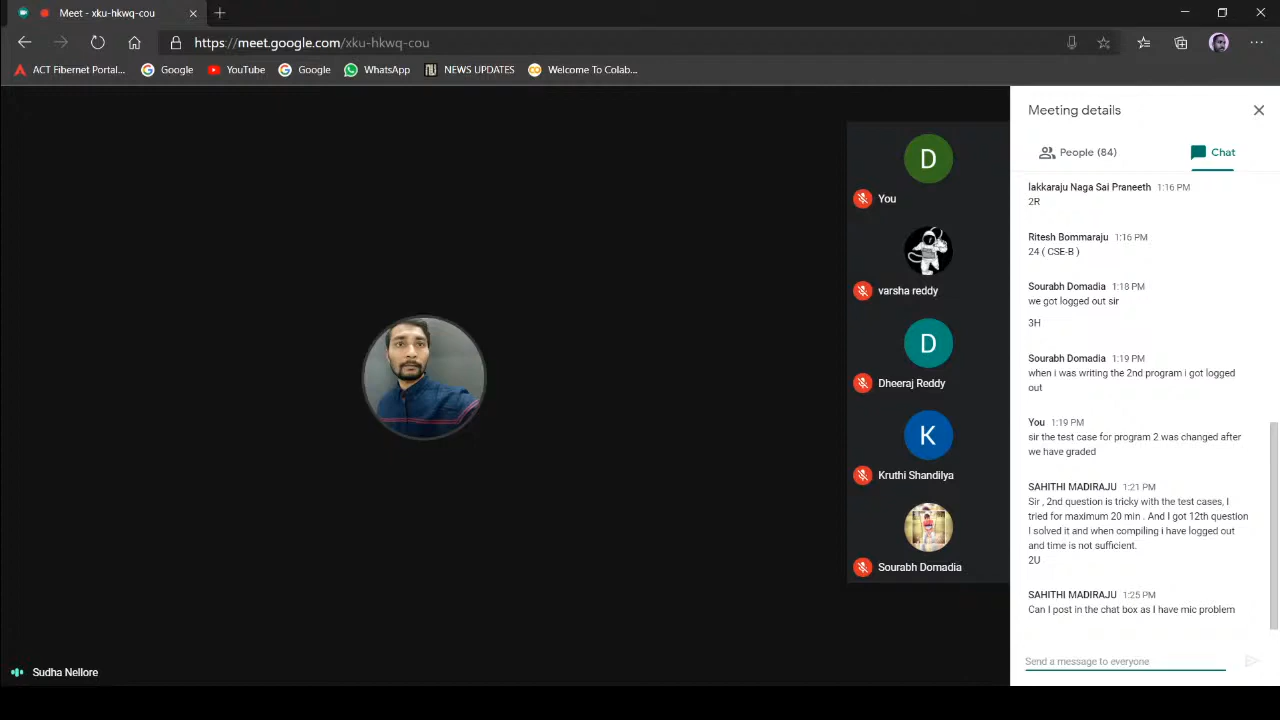 Meet - xku-hkwq-cou
https://meet.google.com/xku-hkwq-cou
ACT Fibernet Portal...
Google
YouTube
Google
WhatsApp
NEWS UPDATES
Welcome To Colab...
D
You
varsha reddy
D
Dheeraj Reddy
K
Kruthi Shandilya
Sourabh Domadia
Sudha Nellore
Meeting details
People (84)
Chat
lakkaraju Naga Sai Praneeth 1:16 PM
2R
Ritesh Bommaraju 1:16 PM
24 ( CSE-B )
Sourabh Domadia 1:18 PM
we got logged out sir
3H
Sourabh Domadia 1:19 PM
when i was writing the 2nd program i got logged
out
You 1:19 PM
sir the test case for program 2 was changed after
we have graded
SAHITHI MADIRAJU 1:21 PM
Sir , 2nd question is tricky with the test cases, I
tried for maximum 20 min . And I got 12th question
I solved it and when compiling i have logged out
and time is not sufficient.
2U
SAHITHI MADIRAJU 1:25 PM
Can I post in the chat box as I have mic problem
Send a message to everyone